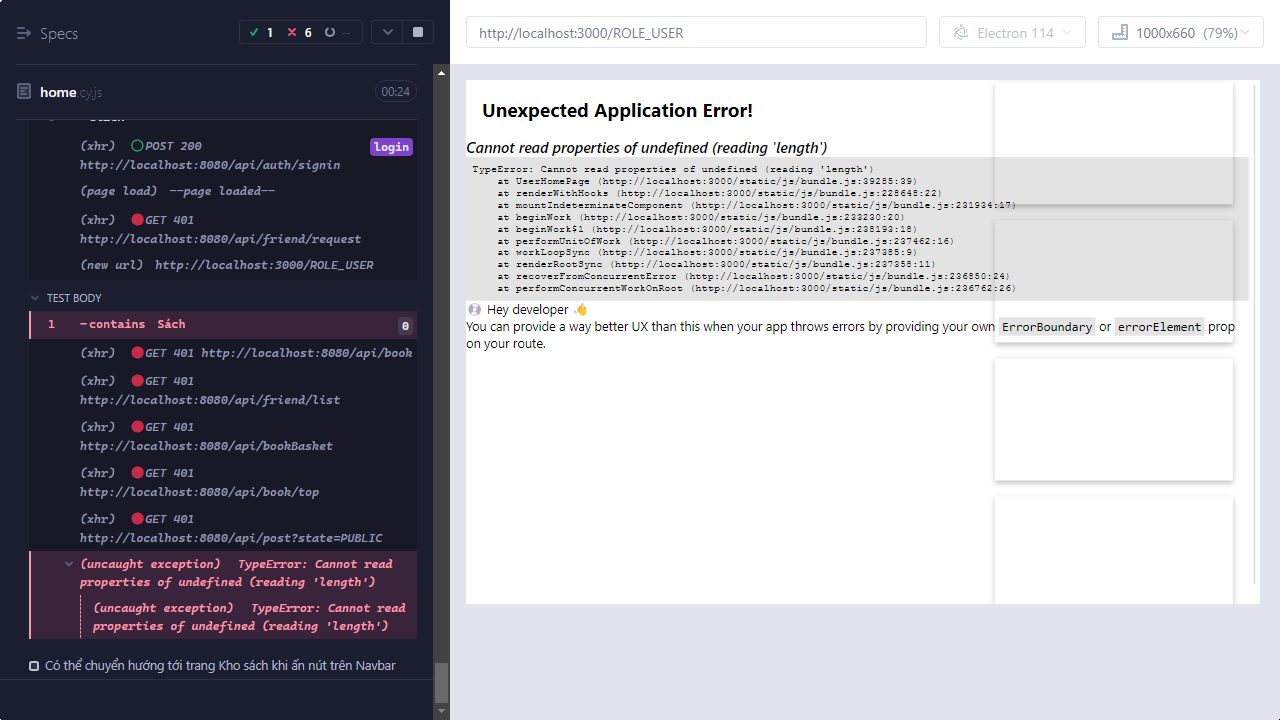 Specs
1 6 --
home.cy.js
00:24
(xhr) POST 200
login
http://localhost:8080/api/auth/signin
(page load) --page loaded--
(xhr) GET 401
http://localhost:8080/api/friend/request
(new url) http://localhost:3000/ROLE_USER
TEST BODY
1 -contains Sách 0
(xhr) GET 401 http://localhost:8080/api/book
(xhr) GET 401
http://localhost:8080/api/friend/list
(xhr) GET 401
http://localhost:8080/api/bookBasket
(xhr) GET 401
http://localhost:8080/api/book/top
(xhr) GET 401
http://localhost:8080/api/post?state=PUBLIC
(uncaught exception) TypeError: Cannot read
properties of undefined (reading 'length')
(uncaught exception) TypeError: Cannot read
properties of undefined (reading 'length')
Có thể chuyển hướng tới trang Kho sách khi ấn nút trên Navbar
http://localhost:3000/ROLE_USER
Electron 114
1000x660 (79%)
Unexpected Application Error!
Cannot read properties of undefined (reading 'length')
TypeError: Cannot read properties of undefined (reading 'length')
at UserHomePage (http://localhost:3000/static/js/bundle.js:39285:39)
at renderWithHooks (http://localhost:3000/static/js/bundle.js:228648:22)
at mountIndeterminateComponent (http://localhost:3000/static/js/bundle.js:231934:17)
at beginWork (http://localhost:3000/static/js/bundle.js:233230:20)
at beginWork$1 (http://localhost:3000/static/js/bundle.js:238193:18)
at performUnitOfWork (http://localhost:3000/static/js/bundle.js:237462:16)
at workLoopSync (http://localhost:3000/static/js/bundle.js:237385:9)
at renderRootSync (http://localhost:3000/static/js/bundle.js:237358:11)
at recoverFromConcurrentError (http://localhost:3000/static/js/bundle.js:236850:24)
at performConcurrentWorkOnRoot (http://localhost:3000/static/js/bundle.js:236762:26)
Hey developer 👋
You can provide a way better UX than this when your app throws errors by providing your own ErrorBoundary or errorElement prop
on your route.